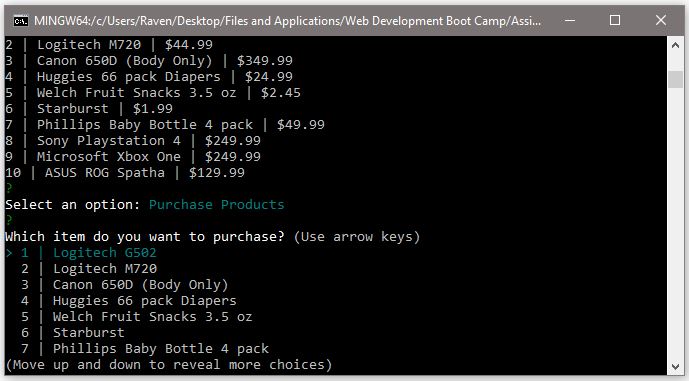 MINGW64:/c/Users/Raven/Desktop/Files and Applications/Web Development Boot Camp/Assi...
2 | Logitech M720 | $44.99
3 | Canon 650D (Body Only) | $349.99
4 | Huggies 66 pack Diapers | $24.99
5 | Welch Fruit Snacks 3.5 oz | $2.45
6 | Starburst | $1.99
7 | Phillips Baby Bottle 4 pack | $49.99
8 | Sony Playstation 4 | $249.99
9 | Microsoft Xbox One | $249.99
10 | ASUS ROG Spatha | $129.99
?
Select an option: Purchase Products
?
Which item do you want to purchase? (Use arrow keys)
> 1 | Logitech G502
2 | Logitech M720
3 | Canon 650D (Body Only)
4 | Huggies 66 pack Diapers
5 | Welch Fruit Snacks 3.5 oz
6 | Starburst
7 | Phillips Baby Bottle 4 pack
(Move up and down to reveal more choices)